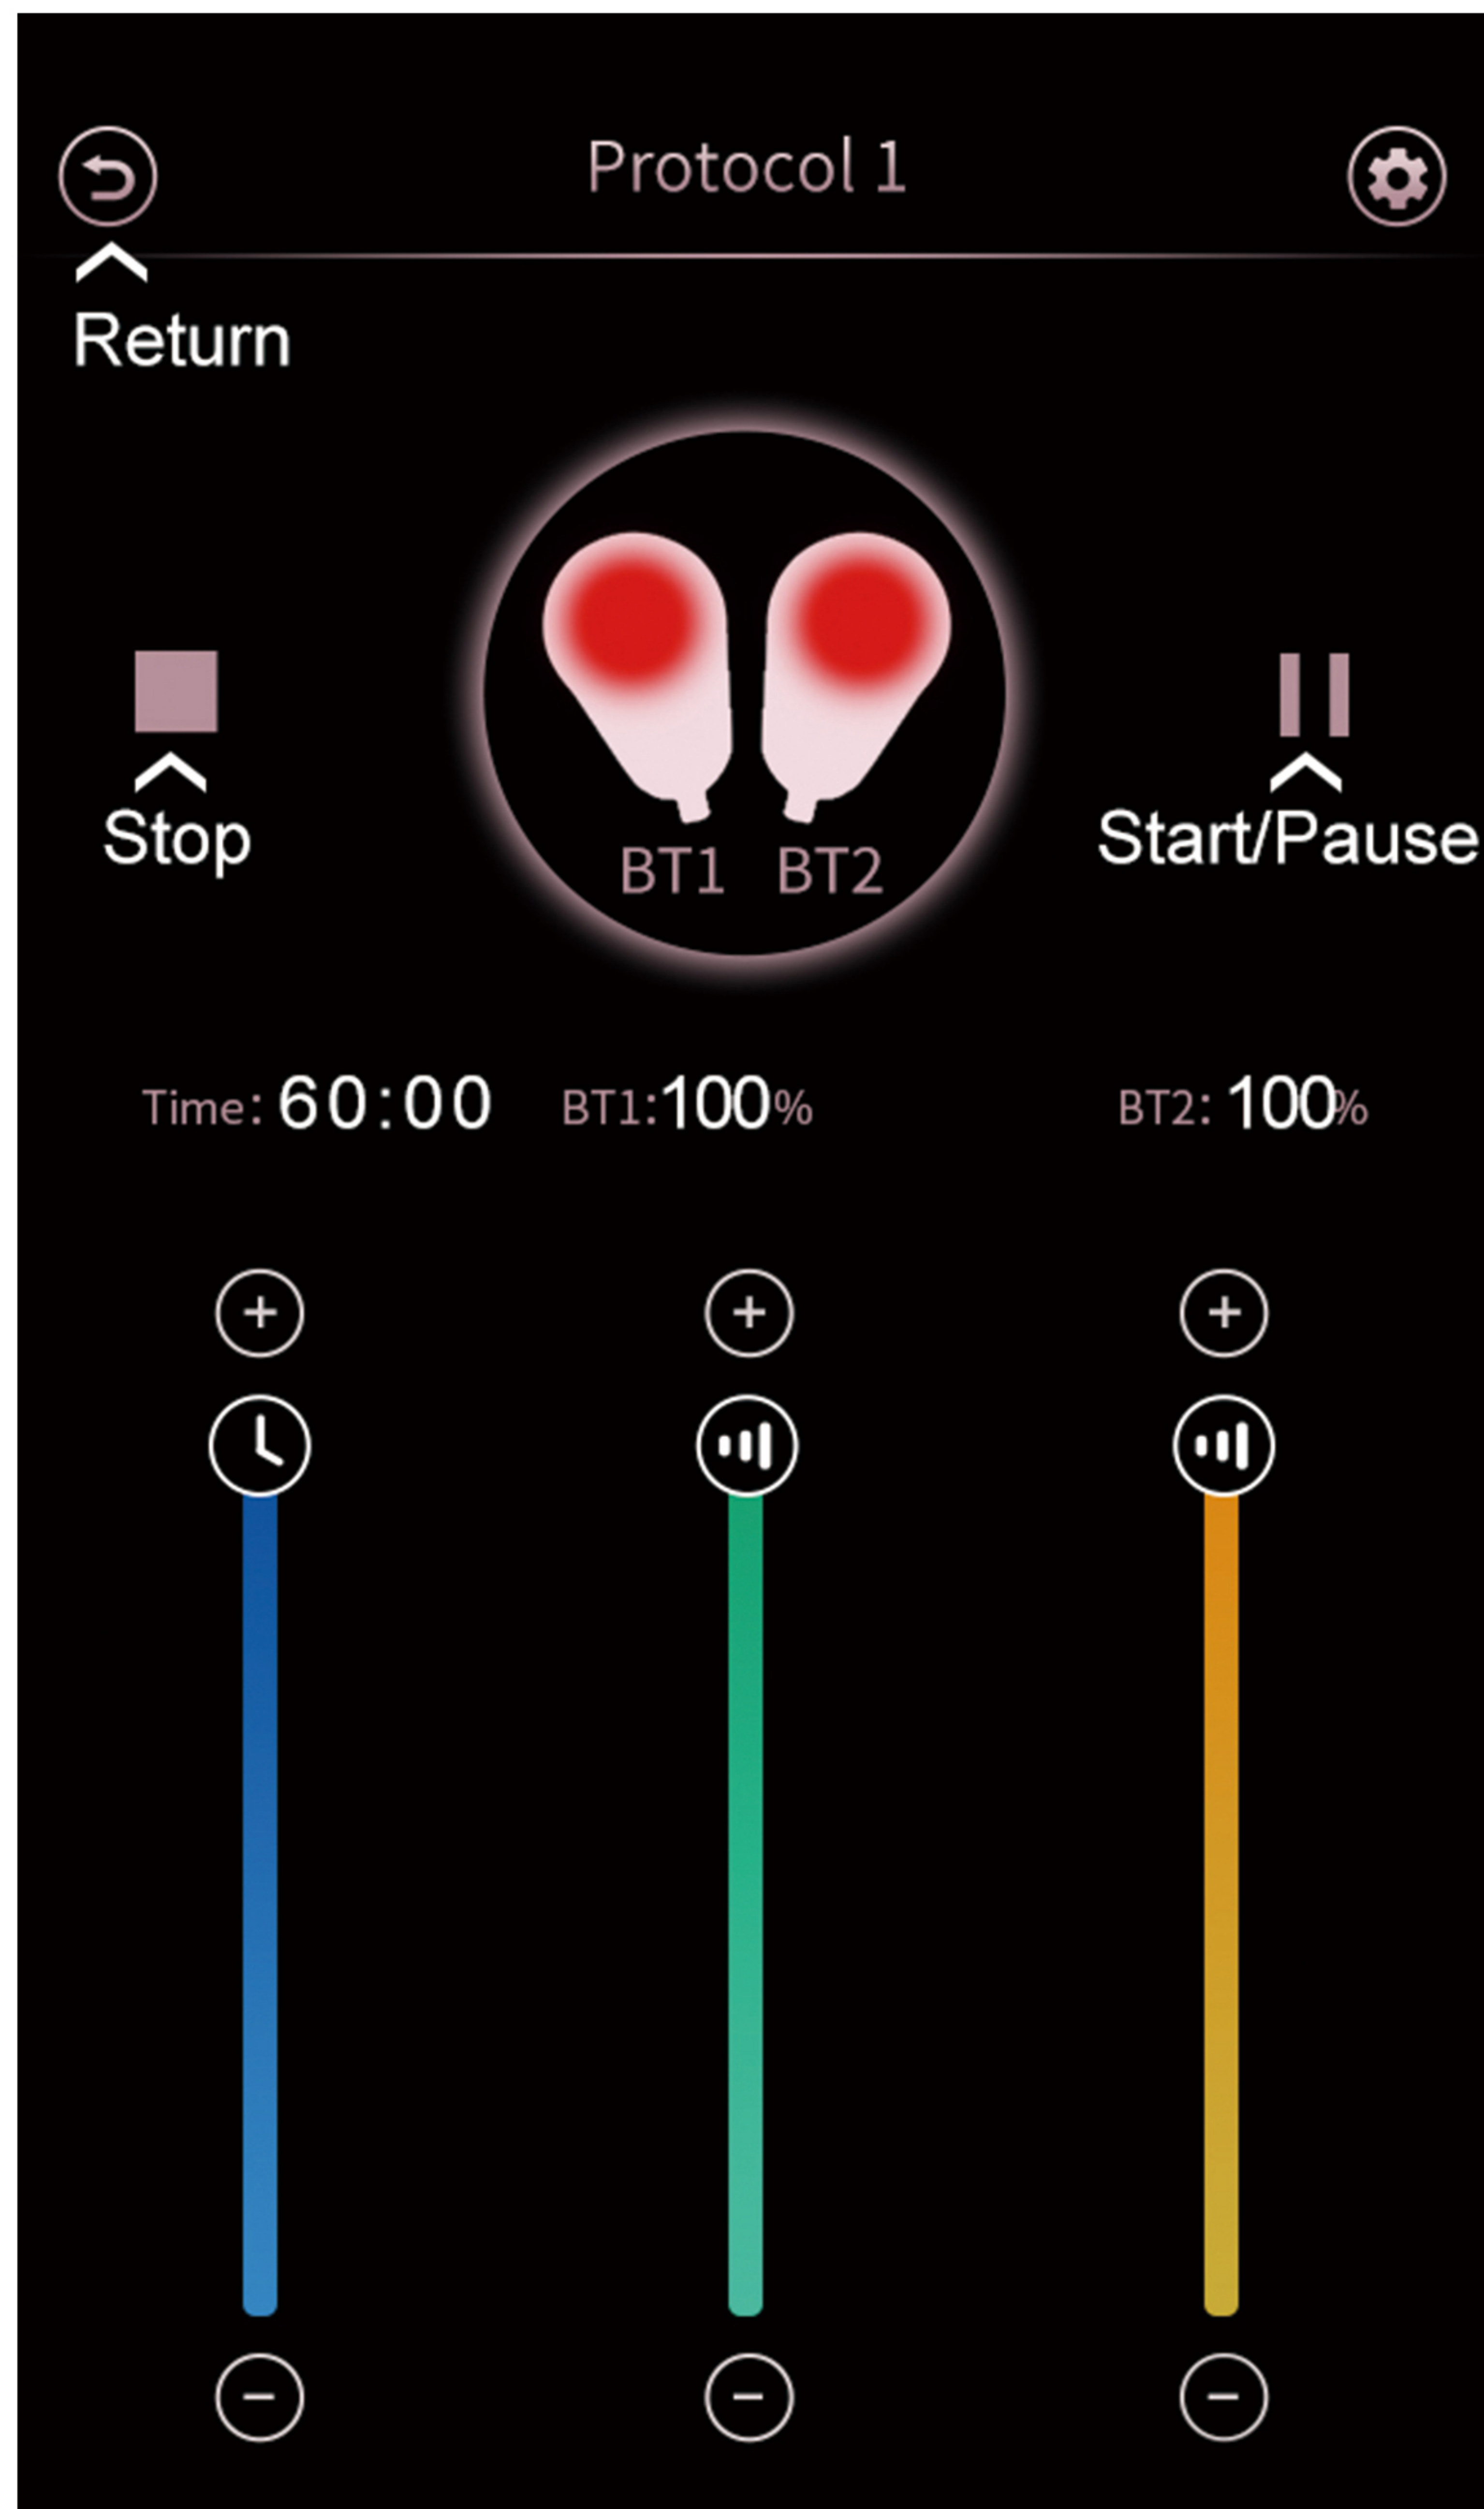 Protocol 1
Return
Stop
Start/Pause
BT1 BT2
Time: 60:00 BT1:100% BT2: 100%